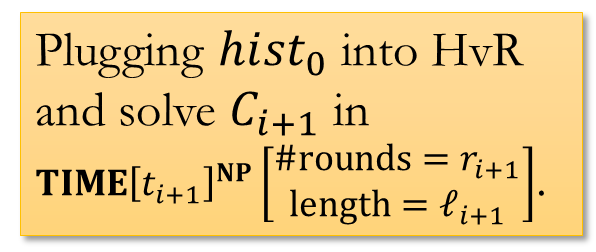 Plugging hist₀ into HvR
and solve Cᵢ₊₁ in
TIME[tᵢ₊₁]ᴺᴾ [#rounds = rᵢ₊₁
length = ℓᵢ₊₁].